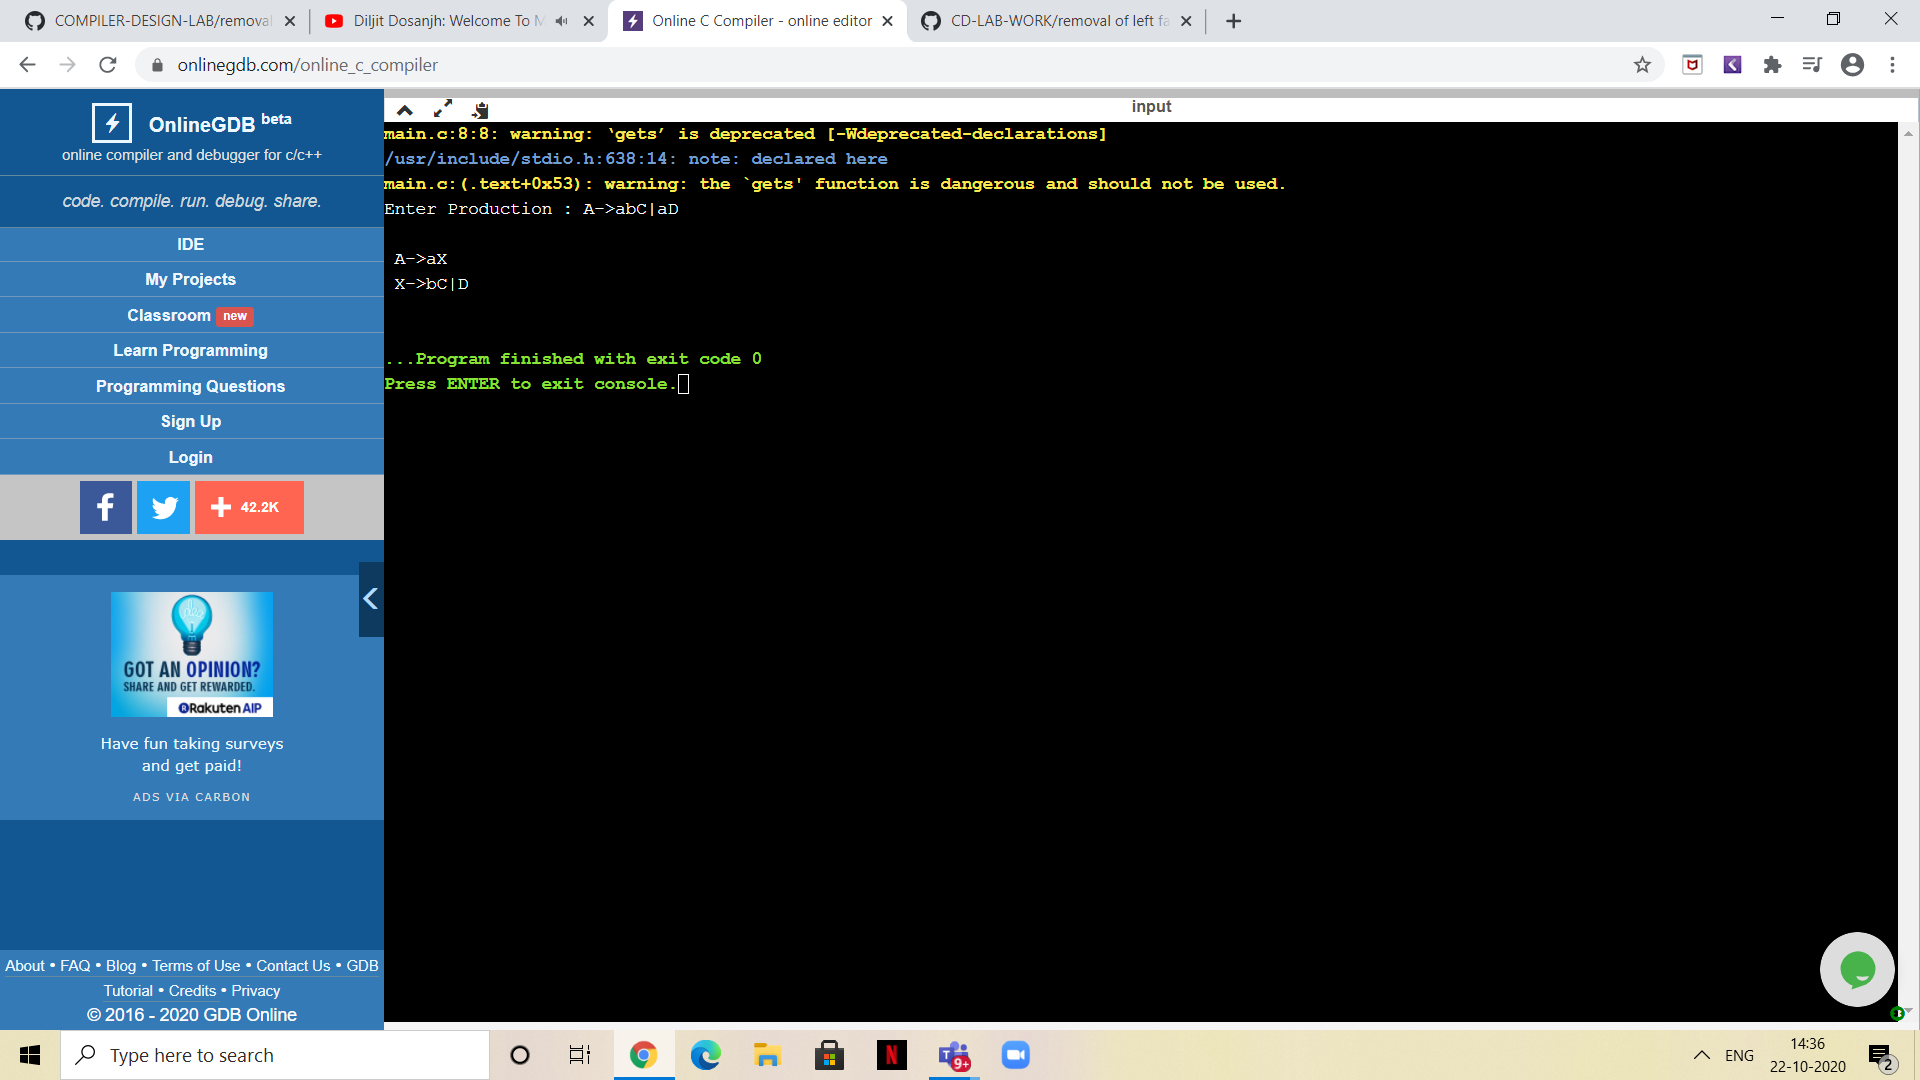 COMPILER-DESIGN-LAB/removal
Diljit Dosanjh: Welcome To M
Online C Compiler - online editor
CD-LAB-WORK/removal of left fa
onlinegdb.com/online_c_compiler
OnlineGDB beta
online compiler and debugger for c/c++
code. compile. run. debug. share.
IDE
My Projects
Classroom new
Learn Programming
Programming Questions
Sign Up
Login
42.2K
GOT AN OPINION?
SHARE AND GET REWARDED.
Rakuten AIP
Have fun taking surveys
and get paid!
ADS VIA CARBON
About • FAQ • Blog • Terms of Use • Contact Us • GDB
Tutorial • Credits • Privacy
© 2016 - 2020 GDB Online
input
main.c:8:8: warning: ‘gets’ is deprecated [-Wdeprecated-declarations]
/usr/include/stdio.h:638:14: note: declared here
main.c:(.text+0x53): warning: the `gets' function is dangerous and should not be used.
Enter Production : A->abC|aD
A->aX
X->bC|D
...Program finished with exit code 0
Press ENTER to exit console.
Type here to search
N
T
9+
ENG
14:36
22-10-2020
2